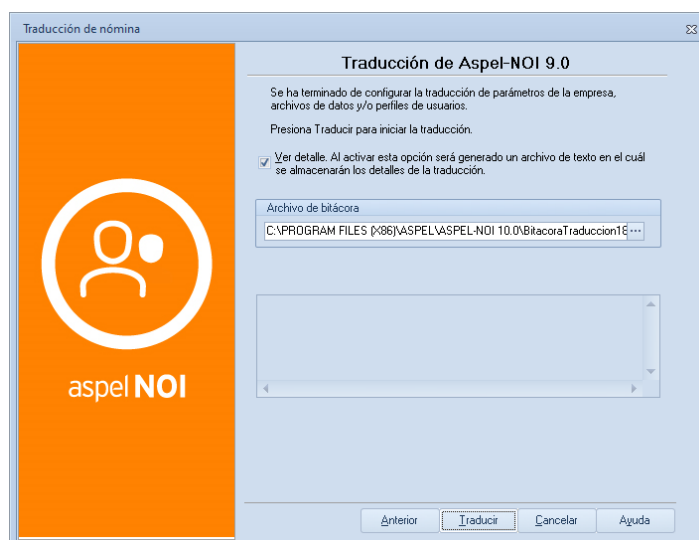 Traducción de nómina
Traducción de Aspel-NOI 9.0
Se ha terminado de configurar la traducción de parámetros de la empresa,
archivos de datos y/o perfiles de usuarios.
Presiona Traducir para iniciar la traducción.
Ver detalle. Al activar esta opción será generado un archivo de texto en el cuál
se almacenarán los detalles de la traducción.
Archivo de bitácora
C:\PROGRAM FILES (X86)\ASPEL\ASPEL-NOI 10.0\BitacoraTraduccion18
aspel NOI
Anterior Traducir Cancelar Ayuda